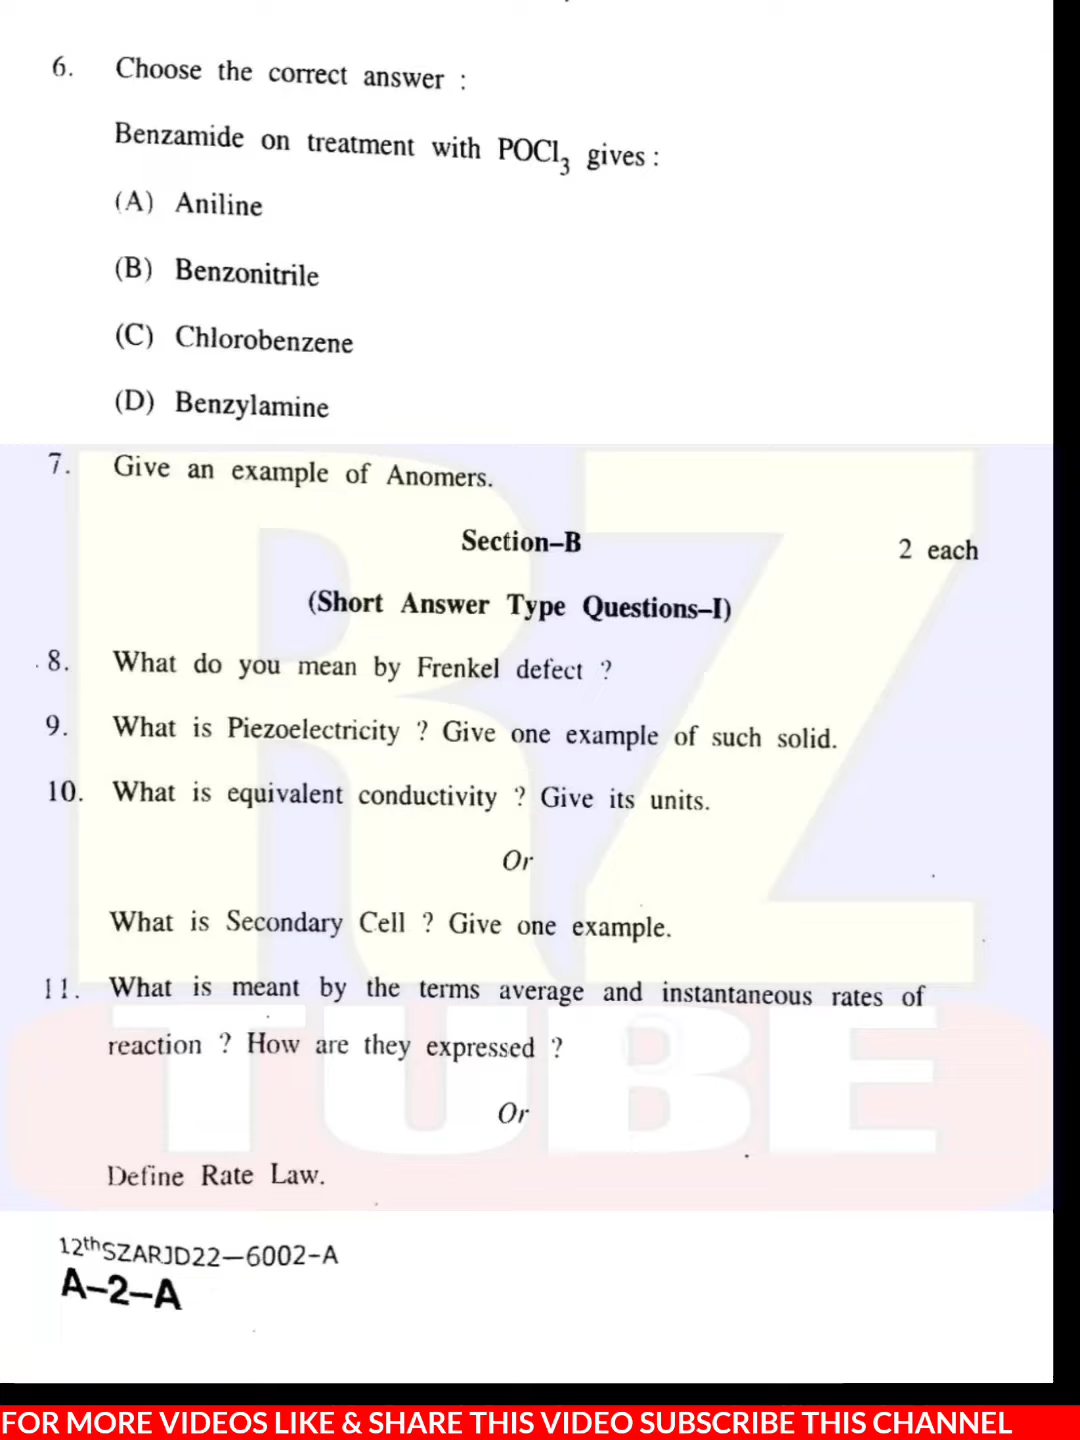 6. Choose the correct answer :
Benzamide on treatment with POCl₃ gives :
(A) Aniline
(B) Benzonitrile
(C) Chlorobenzene
(D) Benzylamine
7. Give an example of Anomers.
Section–B
2 each
(Short Answer Type Questions–I)
8. What do you mean by Frenkel defect ?
9. What is Piezoelectricity ? Give one example of such solid.
10. What is equivalent conductivity ? Give its units.
Or
What is Secondary Cell ? Give one example.
11. What is meant by the terms average and instantaneous rates of
reaction ? How are they expressed ?
Or
Define Rate Law.
12thSZARJD22–6002–A
A–2–A
RZ
TUBE
FOR MORE VIDEOS LIKE & SHARE THIS VIDEO SUBSCRIBE THIS CHANNEL